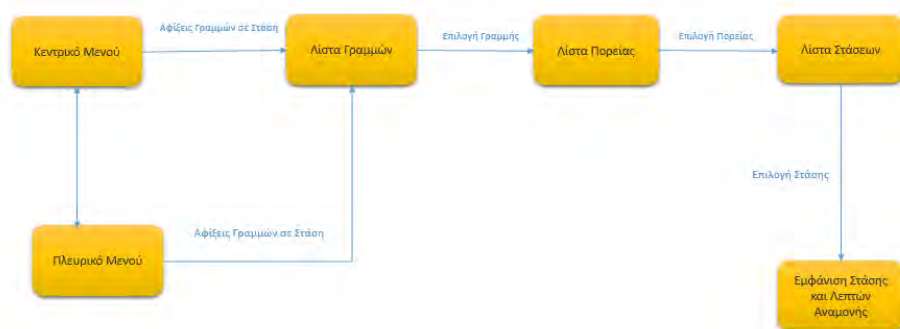 Αφίξεις Γραμμών σε Στάση
Κεντρικό Μενού
Λίστα Γραμμών
Επιλογή Γραμμής
Λίστα Πορείας
Επιλογή Πορείας
Λίστα Στάσεων
Επιλογή Στάσης
Αφίξεις Γραμμών σε Στάση
Πλευρικό Μενού
Εμφάνιση Στάσης
και Λεπτών
Αναμονής